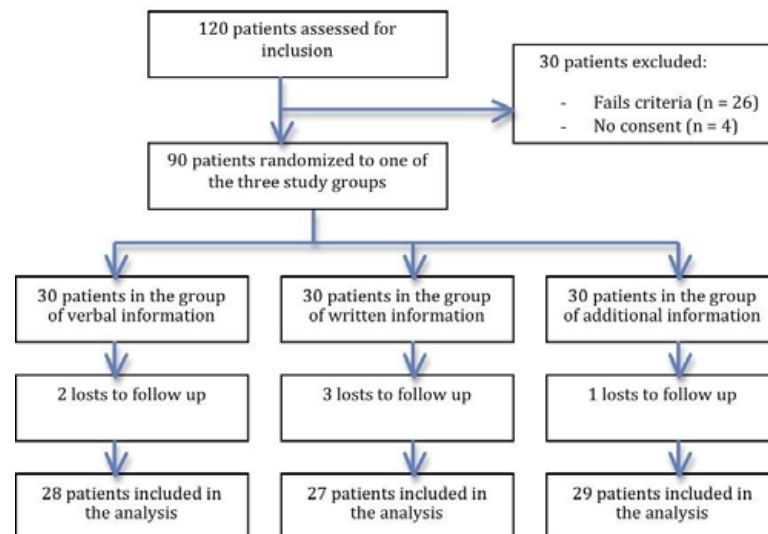 120 patients assessed for
inclusion
30 patients excluded:
- Fails criteria (n = 26)
- No consent (n = 4)
90 patients randomized to one of
the three study groups
30 patients in the group
of verbal information
30 patients in the group
of written information
30 patients in the group
of additional information
2 losts to follow up
3 losts to follow up
1 losts to follow up
28 patients included in
the analysis
27 patients included in
the analysis
29 patients included in
the analysis